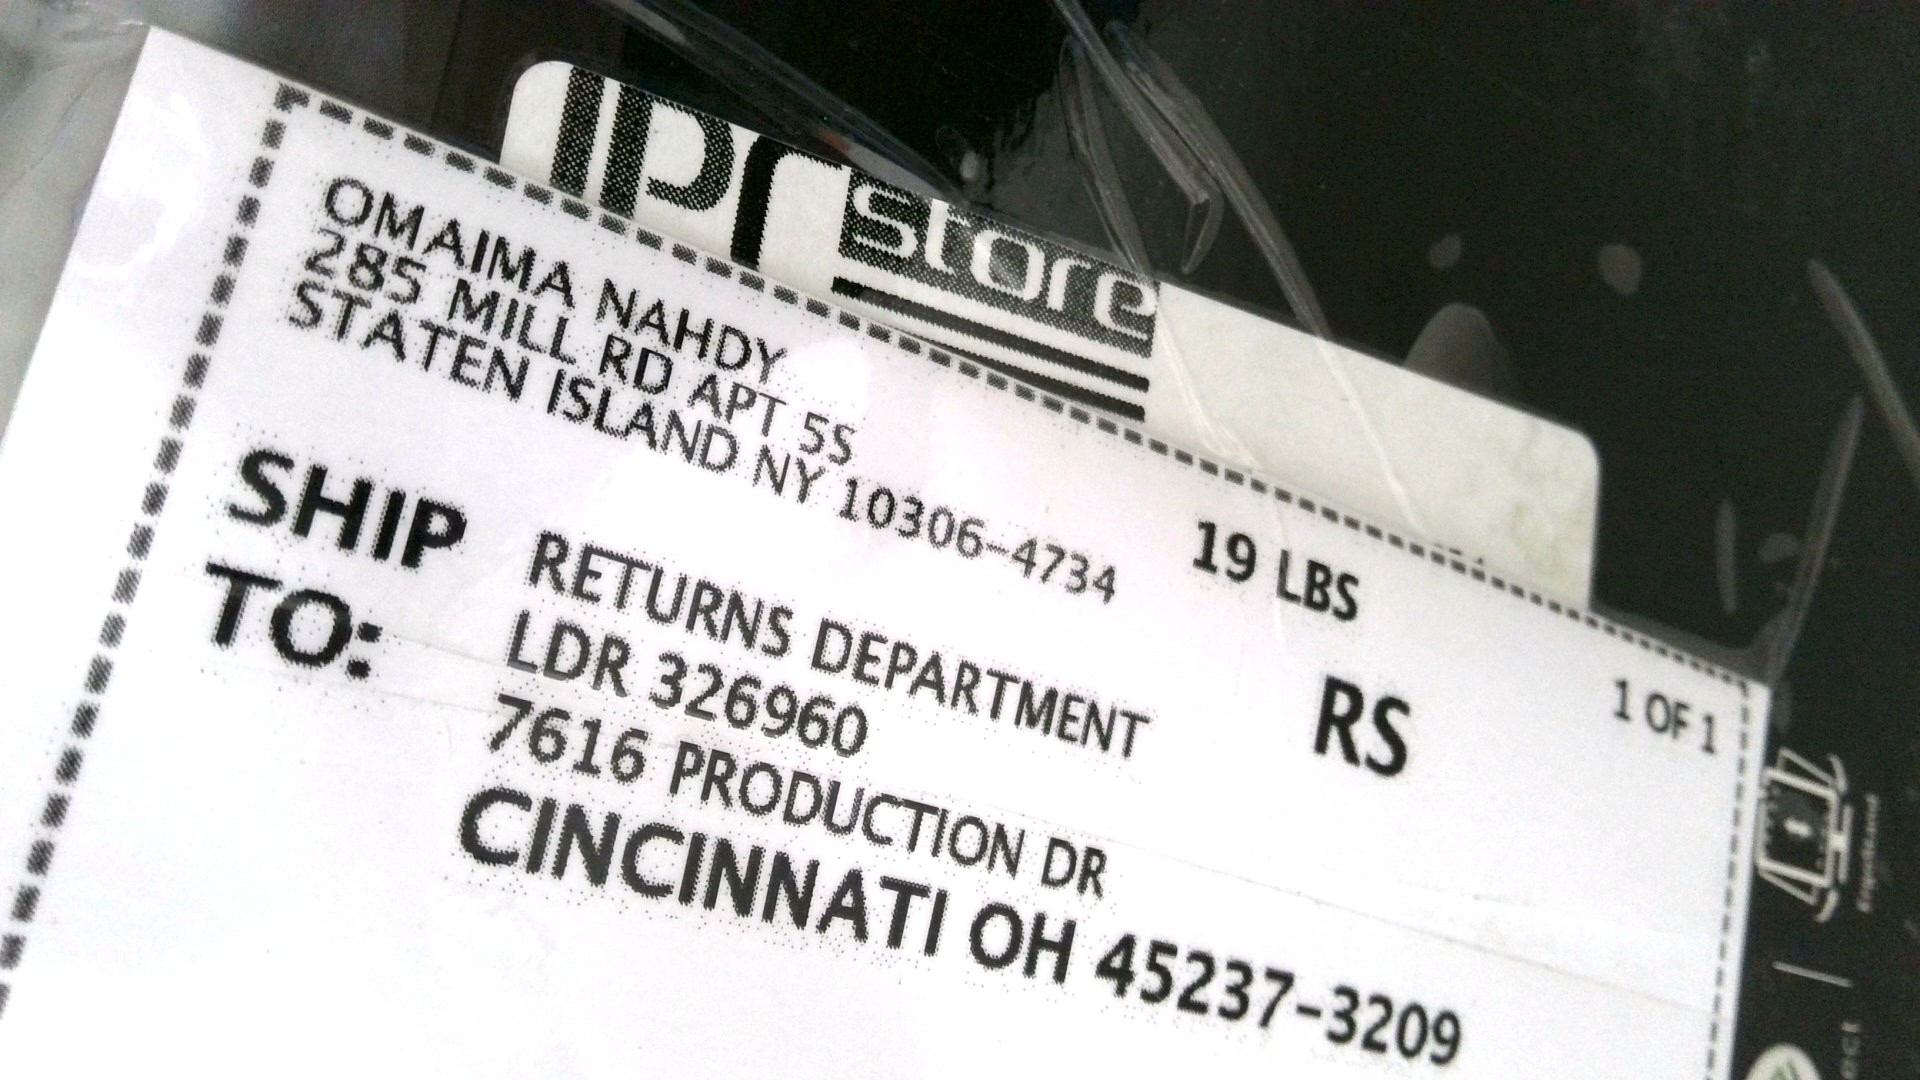 store
OMAIMA NAHDY
285 MILL RD APT 5S
STATEN ISLAND NY 10306-4734
19 LBS
1 OF 1
SHIP
TO:
RETURNS DEPARTMENT
LDR 326960
7616 PRODUCTION DR
CINCINNATI OH 45237-3209
RS